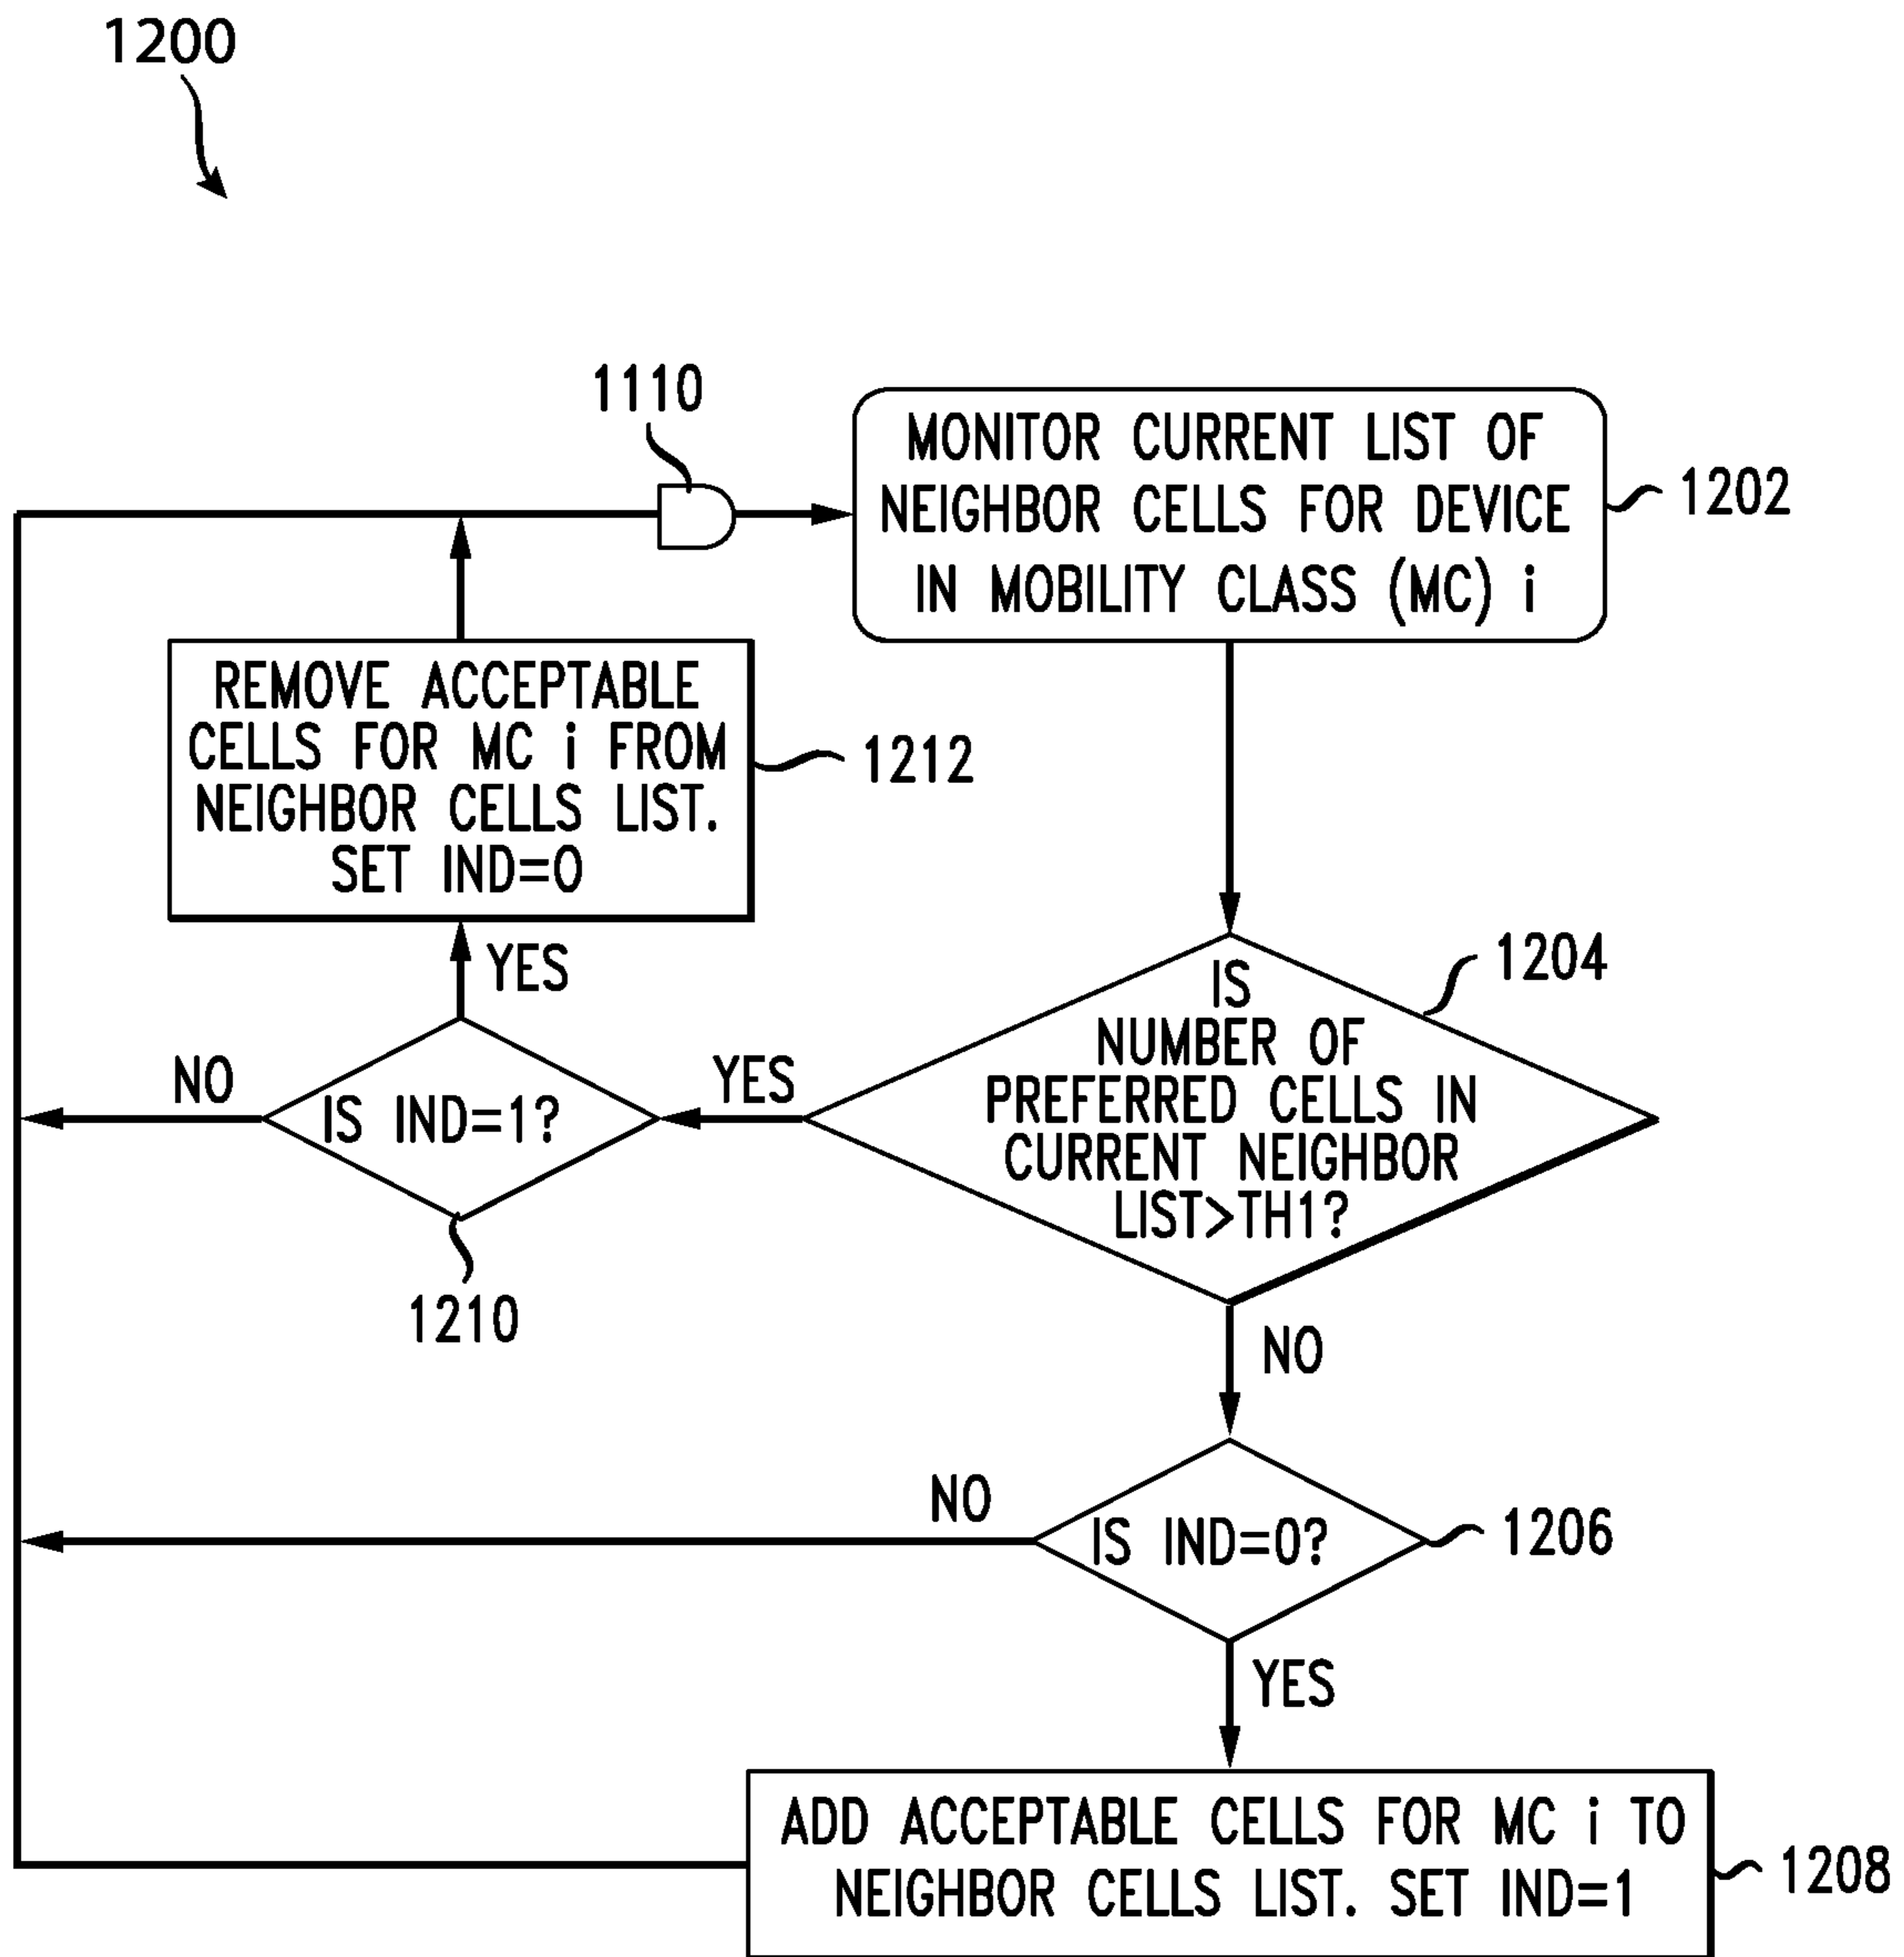 1200
1110
MONITOR CURRENT LIST OF
NEIGHBOR CELLS FOR DEVICE
IN MOBILITY CLASS (MC) i
1202
REMOVE ACCEPTABLE
CELLS FOR MC i FROM
NEIGHBOR CELLS LIST.
SET IND=0
1212
YES
IS
NUMBER OF
PREFERRED CELLS IN
CURRENT NEIGHBOR
LIST>TH1?
1204
NO
IS IND=1?
YES
1210
NO
NO
IS IND=0?
1206
YES
ADD ACCEPTABLE CELLS FOR MC i TO
NEIGHBOR CELLS LIST. SET IND=1
1208